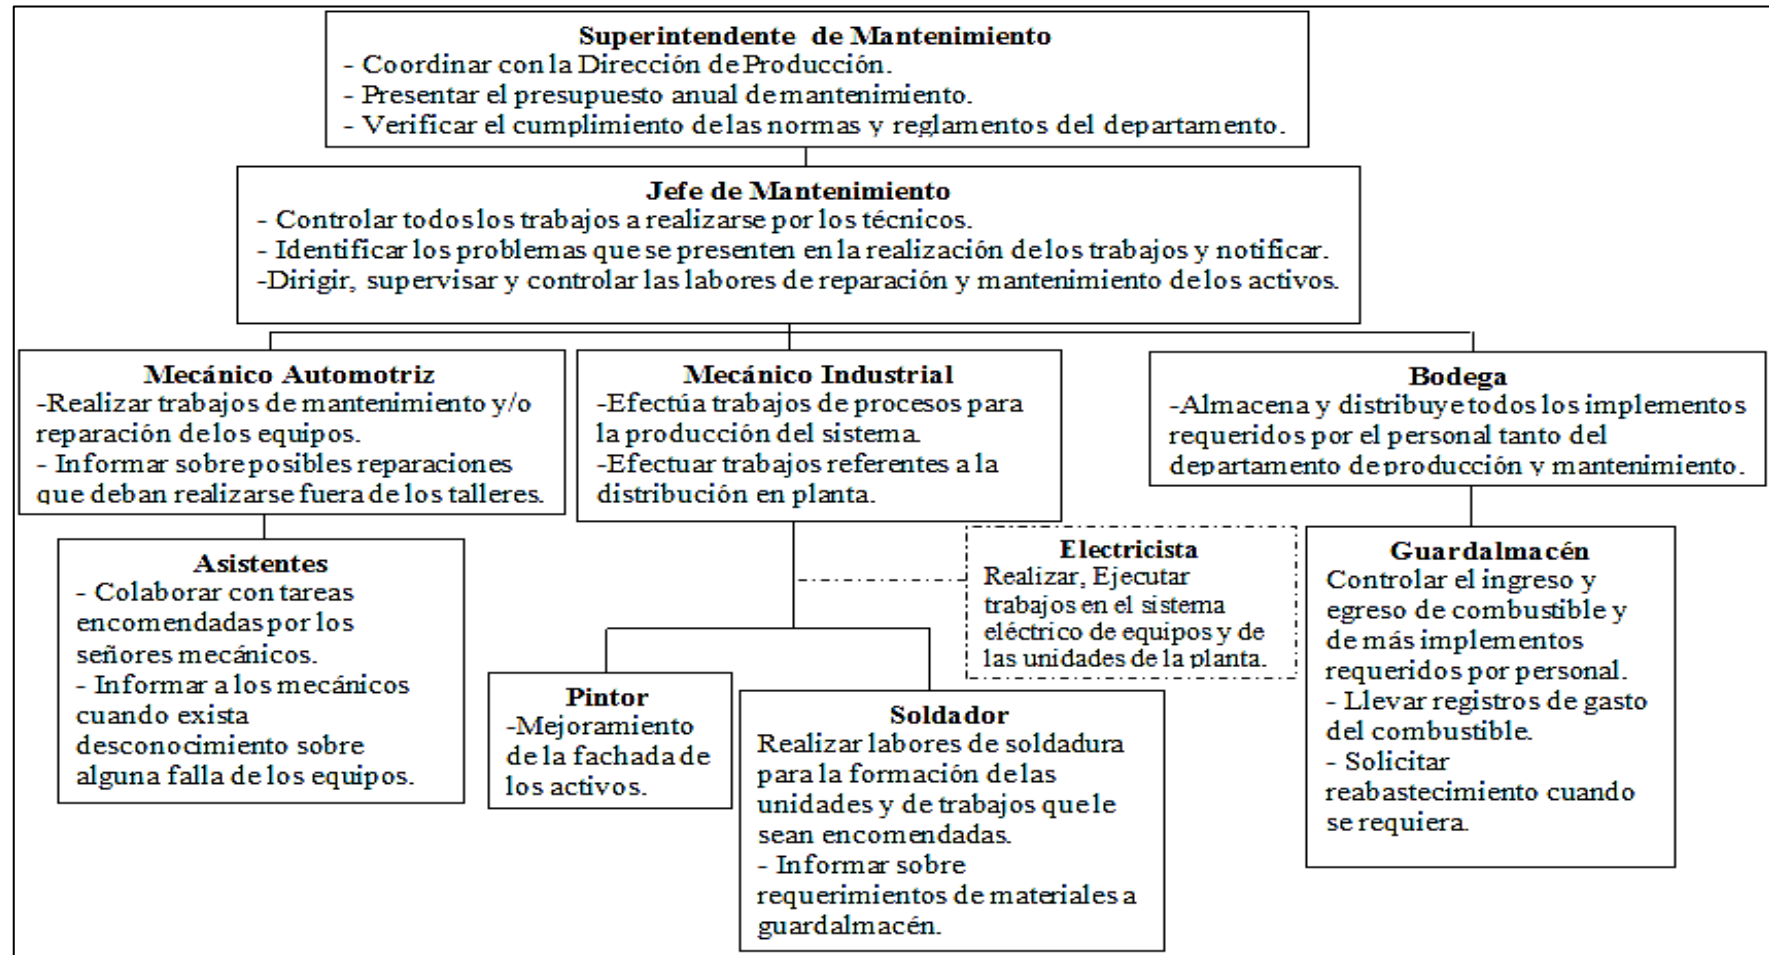 Superintendente de Mantenimiento
- Coordinar con la Dirección de Producción.
- Presentar el presupuesto anual de mantenimiento.
- Verificar el cumplimiento de las normas y reglamentos del departamento.
Jefe de Mantenimiento
- Controlar todos los trabajos a realizarse por los técnicos.
- Identificar los problemas que se presenten en la realización de los trabajos y notificar.
-Dirigir, supervisar y controlar las labores de reparación y mantenimiento de los activos.
Mecánico Automotriz
-Realizar trabajos de mantenimiento y/o
reparación de los equipos.
- Informar sobre posibles reparaciones
que deban realizarse fuera de los talleres.
Mecánico Industrial
-Efectúa trabajos de procesos para
la producción del sistema.
-Efectuar trabajos referentes a la
distribución en planta.
Bodega
-Almacena y distribuye todos los implementos
requeridos por el personal tanto del
departamento de producción y mantenimiento.
Asistentes
- Colaborar con tareas
encomendadas por los
señores mecánicos.
- Informar a los mecánicos
cuando exista
desconocimiento sobre
alguna falla de los equipos.
Electricista
Realizar, Ejecutar
trabajos en el sistema
eléctrico de equipos y de
las unidades de la planta.
Guardalmacén
Controlar el ingreso y
egreso de combustible y
de más implementos
requeridos por personal.
- Llevar registros de gasto
del combustible.
- Solicitar
reabastecimiento cuando
se requiera.
Pintor
-Mejoramiento
de la fachada de
los activos.
Soldador
Realizar labores de soldadura
para la formación de las
unidades y de trabajos que le
sean encomendadas.
- Informar sobre
requerimientos de materiales a
guardalmacén.